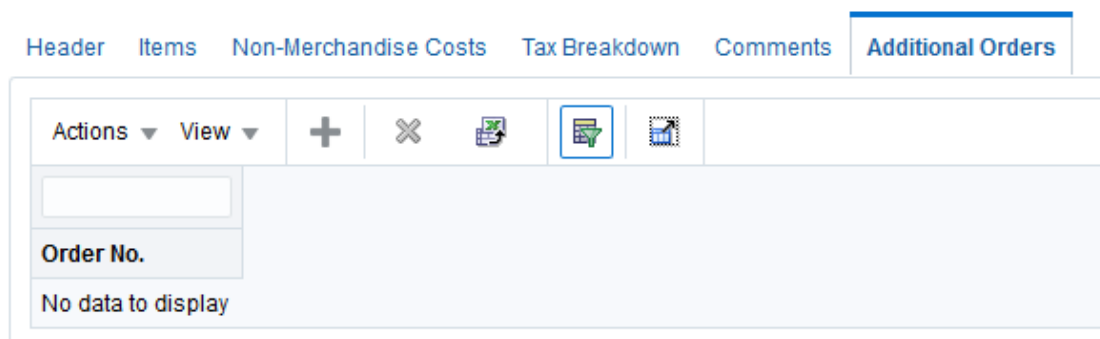 Header Items Non-Merchandise Costs Tax Breakdown Comments Additional Orders
Actions View
Order No.
No data to display